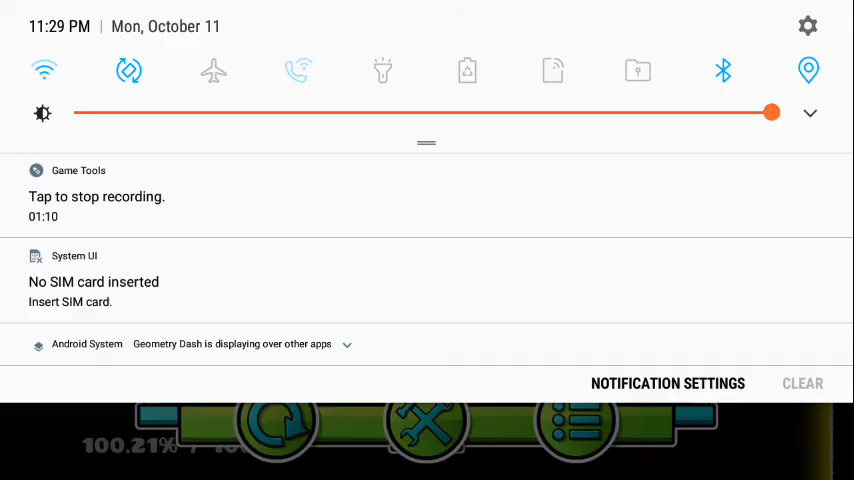 11:29 PM | Mon, October 11
Game Tools
Tap to stop recording.
01:10
System UI
No SIM card inserted
Insert SIM card.
Android System Geometry Dash is displaying over other apps
NOTIFICATION SETTINGS CLEAR
100.21% /